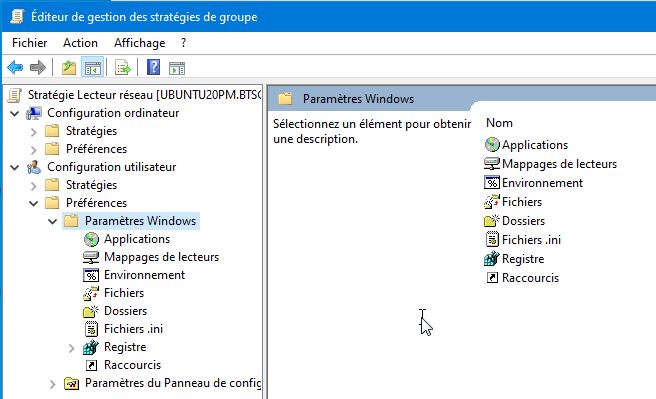 Éditeur de gestion des stratégies de groupe
Fichier Action Affichage ?
Stratégie Lecteur réseau [UBUNTU20PM.BTSC
Configuration ordinateur
Stratégies
Préférences
Configuration utilisateur
Stratégies
Préférences
Paramètres Windows
Applications
Mappages de lecteurs
Environnement
Fichiers
Dossiers
Fichiers .ini
Registre
Raccourcis
Paramètres du Panneau de config
Paramètres Windows
Sélectionnez un élément pour obtenir
une description.
Nom
Applications
Mappages de lecteurs
Environnement
Fichiers
Dossiers
Fichiers .ini
Registre
Raccourcis